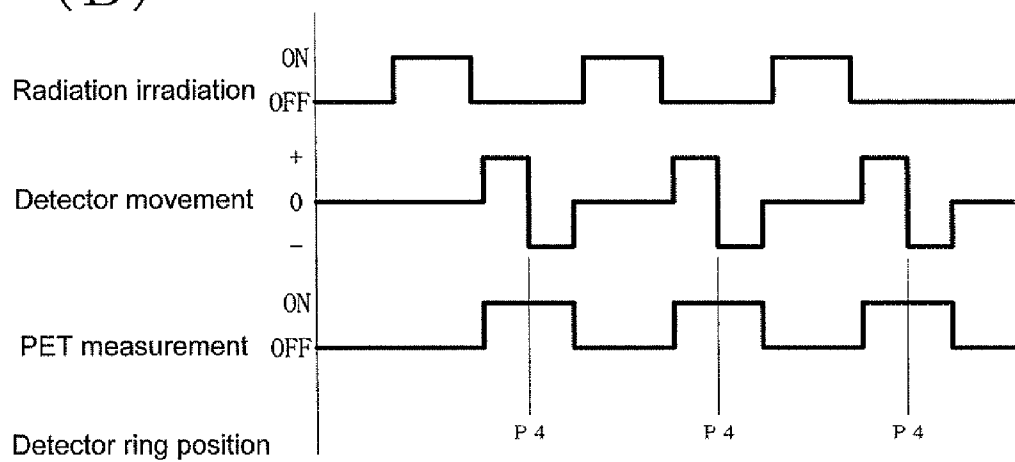 (B)
ON
Radiation irradiation
OFF
+
Detector movement
0
−
ON
PET measurement
OFF
P 4
P 4
P 4
Detector ring position